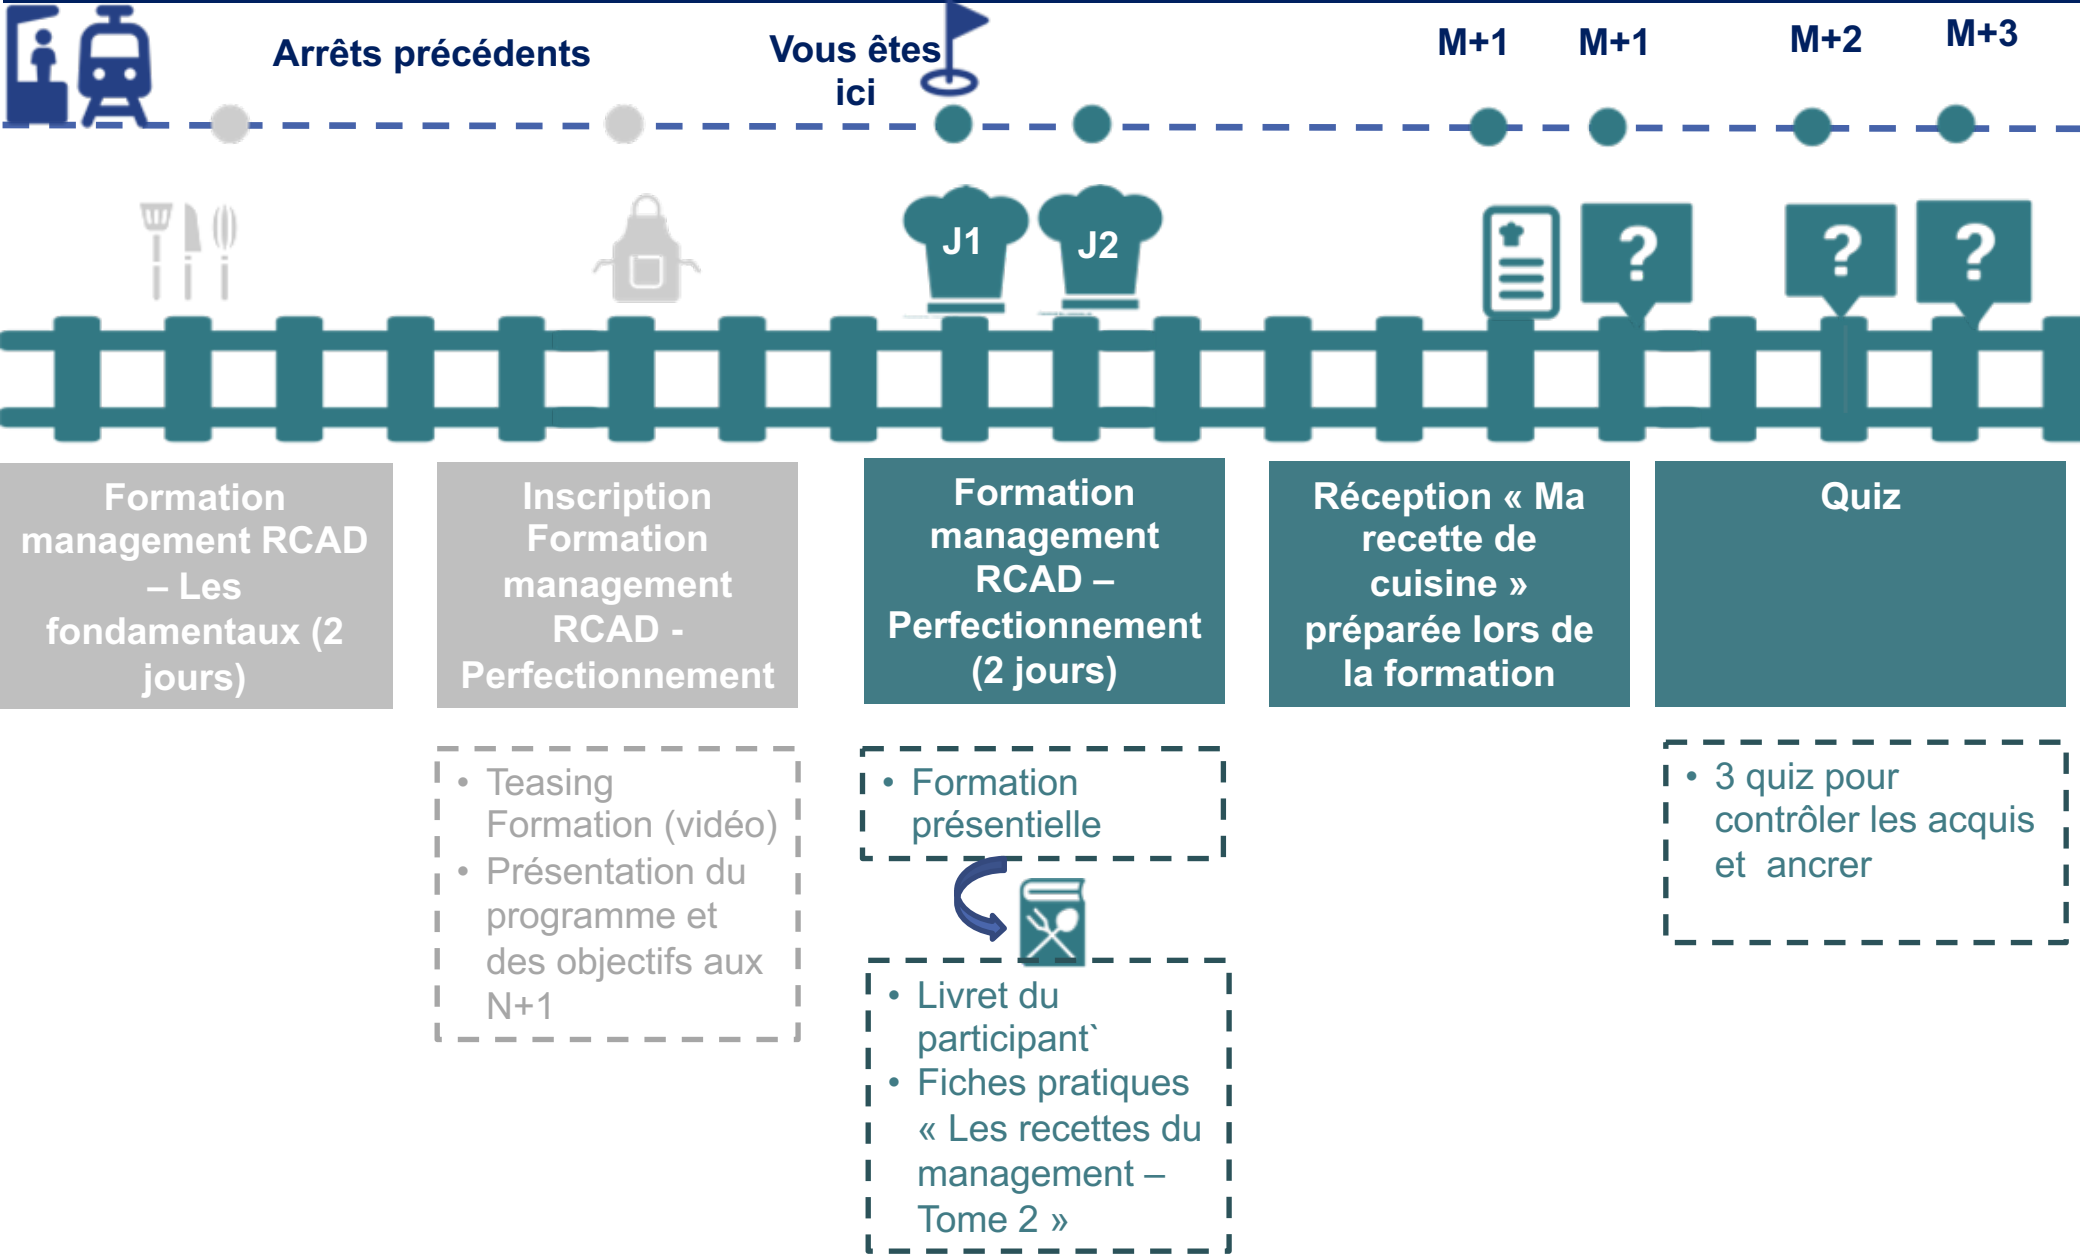 Arrêts précédents
Vous êtes
ici
M+1
M+1
M+2
M+3
J1
J2
?
?
?
Formation
management RCAD
– Les
fondamentaux (2
jours)
Inscription
Formation
management
RCAD -
Perfectionnement
Formation
management
RCAD –
Perfectionnement
(2 jours)
Réception « Ma
recette de
cuisine »
préparée lors de
la formation
Quiz
• Teasing
Formation (vidéo)
• Présentation du
programme et
des objectifs aux
N+1
• Formation
présentielle
• Livret du
participant`
• Fiches pratiques
« Les recettes du
management –
Tome 2 »
• 3 quiz pour
contrôler les acquis
et  ancrer